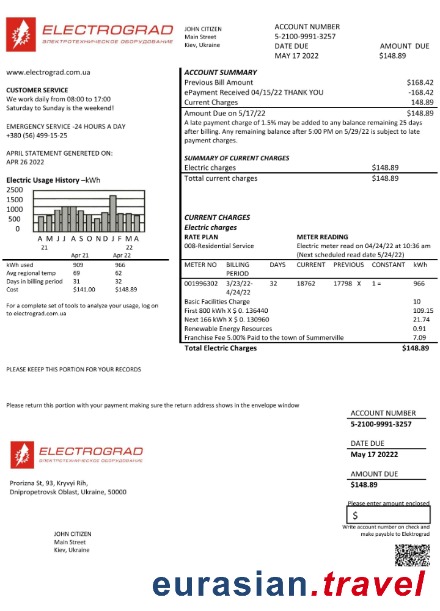 ELECTROGRAD
ЭЛЕКТРОТЕХНИЧЕСКОЕ ОБОРУДОВАНИЕ
JOHN CITIZEN
Main Street
Kiev, Ukraine
ACCOUNT NUMBER
5-2100-9991-3257
DATE DUE AMOUNT DUE
MAY 17 2022 $148.89
www.electrograd.com.ua
CUSTOMER SERVICE
We work daily from 08:00 to 17:00
Saturday to Sunday is the weekend!
EMERGENCY SERVICE -24 HOURS A DAY
+380 (56) 499-15-25
APRIL STATEMENT GENERETED ON:
APR 26 2022
Electric Usage History –kWh
2500
2000
1500
1000
500
0
A M J J A S O N D J F M A
21 22
Apr 21 Apr 22
kWh used 909 966
Avg regional temp 69 62
Days in billing period 31 32
Cost $141.00 $148.89
For a complete set of tools to analyze your usage, log on
to electrograd.com.ua
ACCOUNT SUMMARY
Previous Bill Amount $168.42
ePayment Received 04/15/22 THANK YOU -168.42
Current Charges 148.89
Amount Due on 5/17/22 $148.89
A late payment charge of 1.5% may be added to any balance remaining 25 days
after billing. Any remaining balance after 5:00 PM on 5/29/22 is subject to late
payment charges.
SUMMARY OF CURRENT CHARGES
Electric charges $148.89
Tottal current charges $148.89
CURRENT CHARGES
Electric charges
RATE PLAN METER READING
008-Residential Service Electric meter read on 04/24/22 at 10:36 am
(Next scheduled read date 5/24/22)
METER NO BILLING PERIOD DAYS CURRENT PREVIOUS CONSTANT kWh
001996302 3/23/22-4/24/22 32 18762 17798 X 1 = 966
Basic Facilities Charge 10
First 800 kWh X $ 0. 136440 109.15
Next 166 kWh X $ 0. 130960 21.74
Renewable Energy Resources 0.91
Franchise Fee 5.00% Paid to the town of Summerville 7.09
Total Electric Charges $148.89
PLEASE KEEEP THIS PORTION FOR YOUR RECORDS
Please return this portion with your payment making sure the return address shows in the envelope window
ELECTROGRAD
ЭЛЕКТРОТЕХНИЧЕСКОЕ ОБОРУДОВАНИЕ
Prorizna St, 93, Kryvyi Rih,
Dnipropetrovsk Oblast, Ukraine, 50000
ACCOUNT NUMBER
5-2100-9991-3257
DATE DUE
May 17 20222
AMOUNT DUE
$148.89
Please enter amount enclosed
$
Write account number on check and
make payable to Elektrograd
JOHN CITIZEN
Main Street
Kiev, Ukraine
eurasian.travel